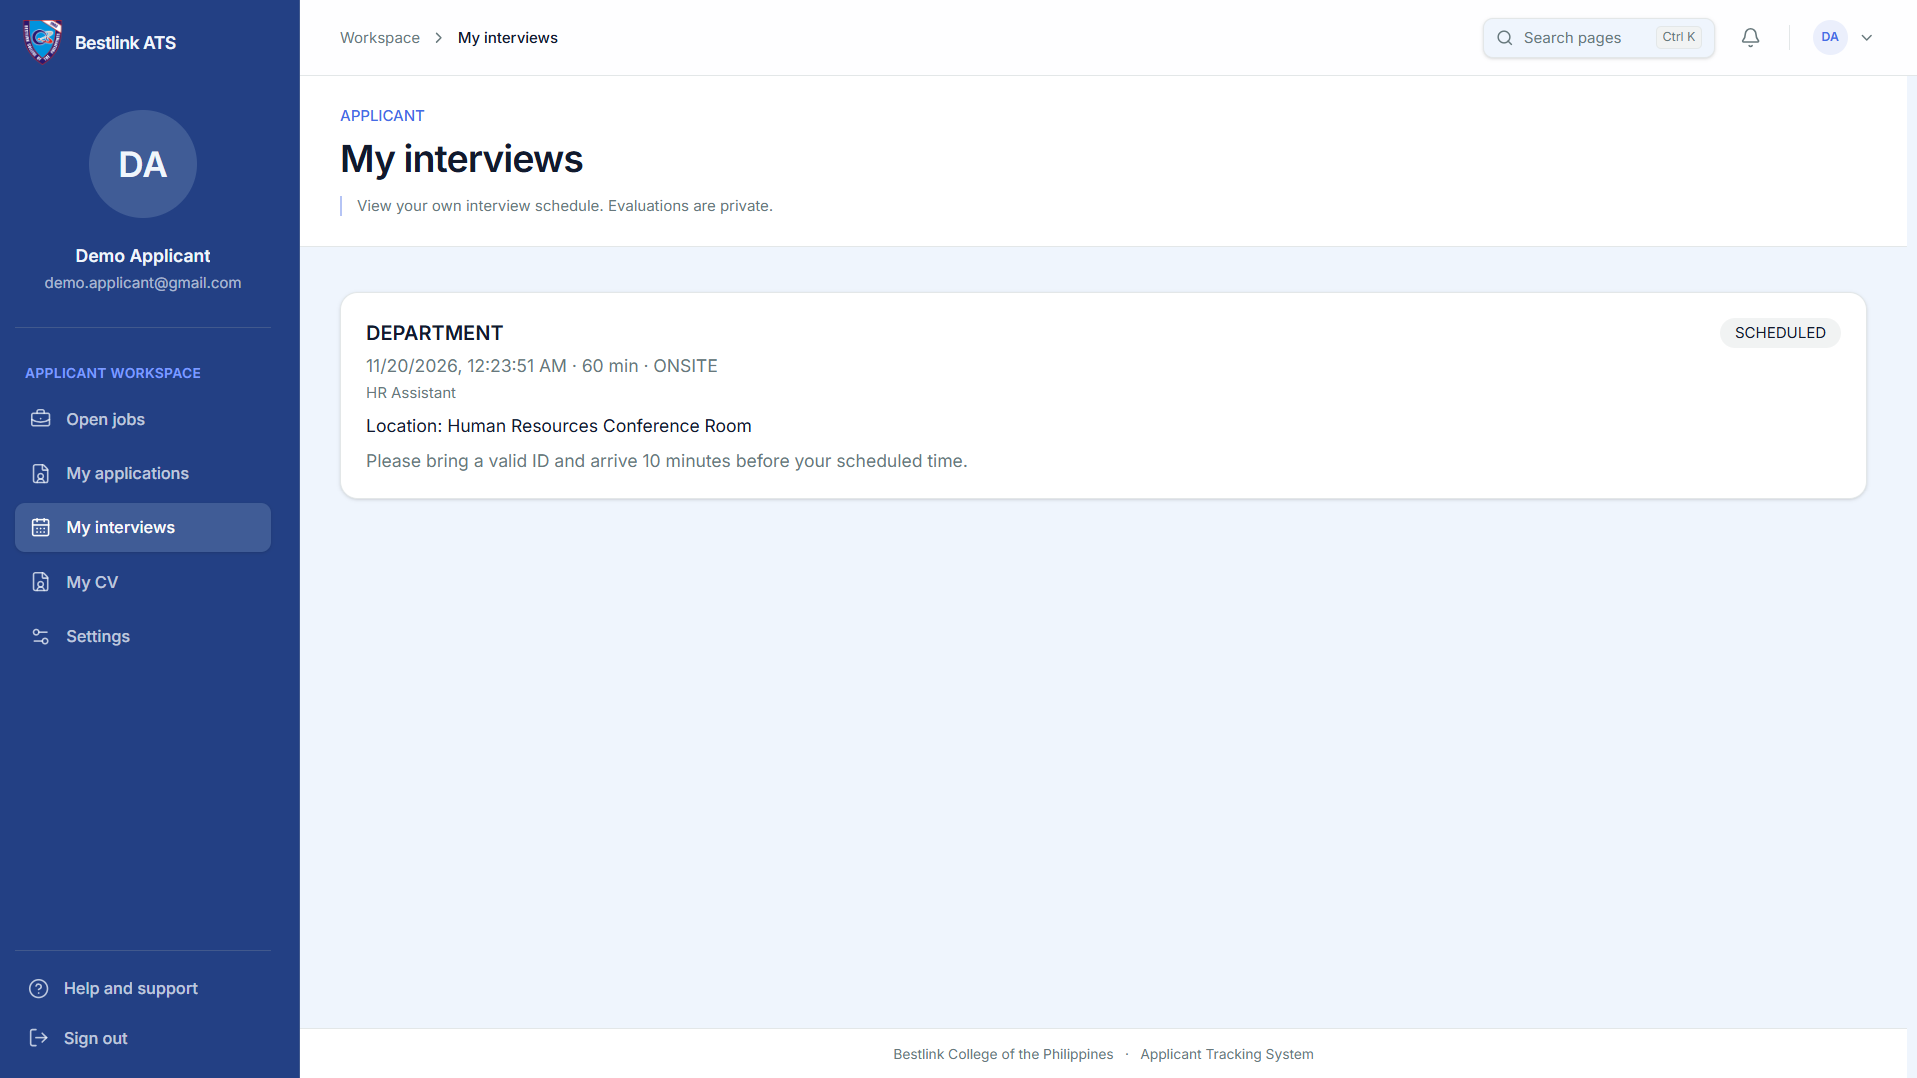 Bestlink ATS
DA
Demo Applicant
demo.applicant@gmail.com
APPLICANT WORKSPACE
Open jobs
My applications
My interviews
My CV
Settings
Help and support
Sign out
Workspace > My interviews
Search pages Ctrl K
DA
APPLICANT
My interviews
View your own interview schedule. Evaluations are private.
DEPARTMENT
SCHEDULED
11/20/2026, 12:23:51 AM · 60 min · ONSITE
HR Assistant
Location: Human Resources Conference Room
Please bring a valid ID and arrive 10 minutes before your scheduled time.
Bestlink College of the Philippines · Applicant Tracking System